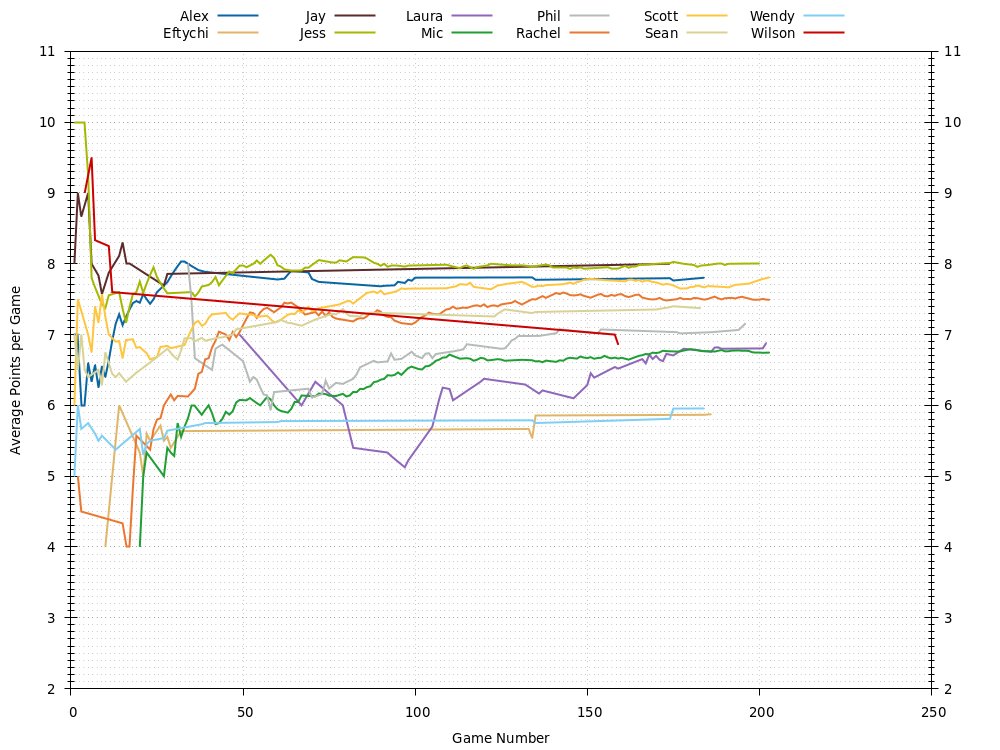 Alex Jay Laura Phil Scott Wendy
Eftychi Jess Mic Rachel Sean Wilson
11 11
10 10
9 9
8 8
7 7
6 6
5 5
4 4
3 3
2 2
Average Points per Game
0 50 100 150 200 250
Game Number